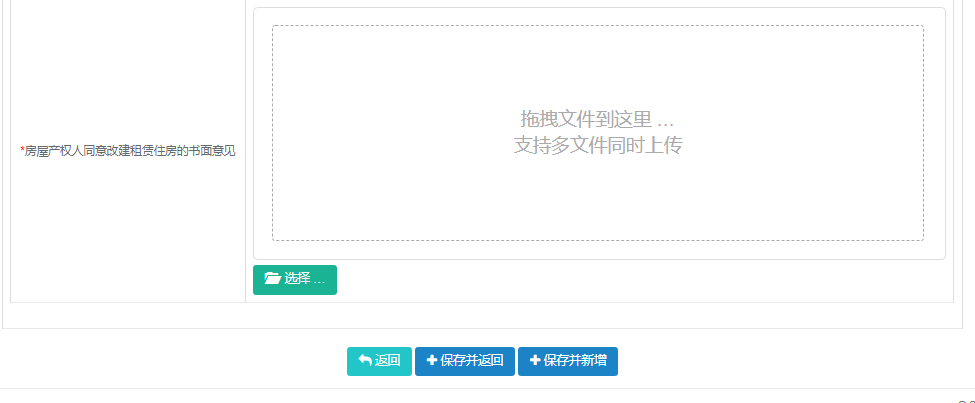 拖拽文件到这里 ...
支持多文件同时上传
*房屋产权人同意改建租赁住房的书面意见
选择 ...
返回 保存并返回 保存并新增